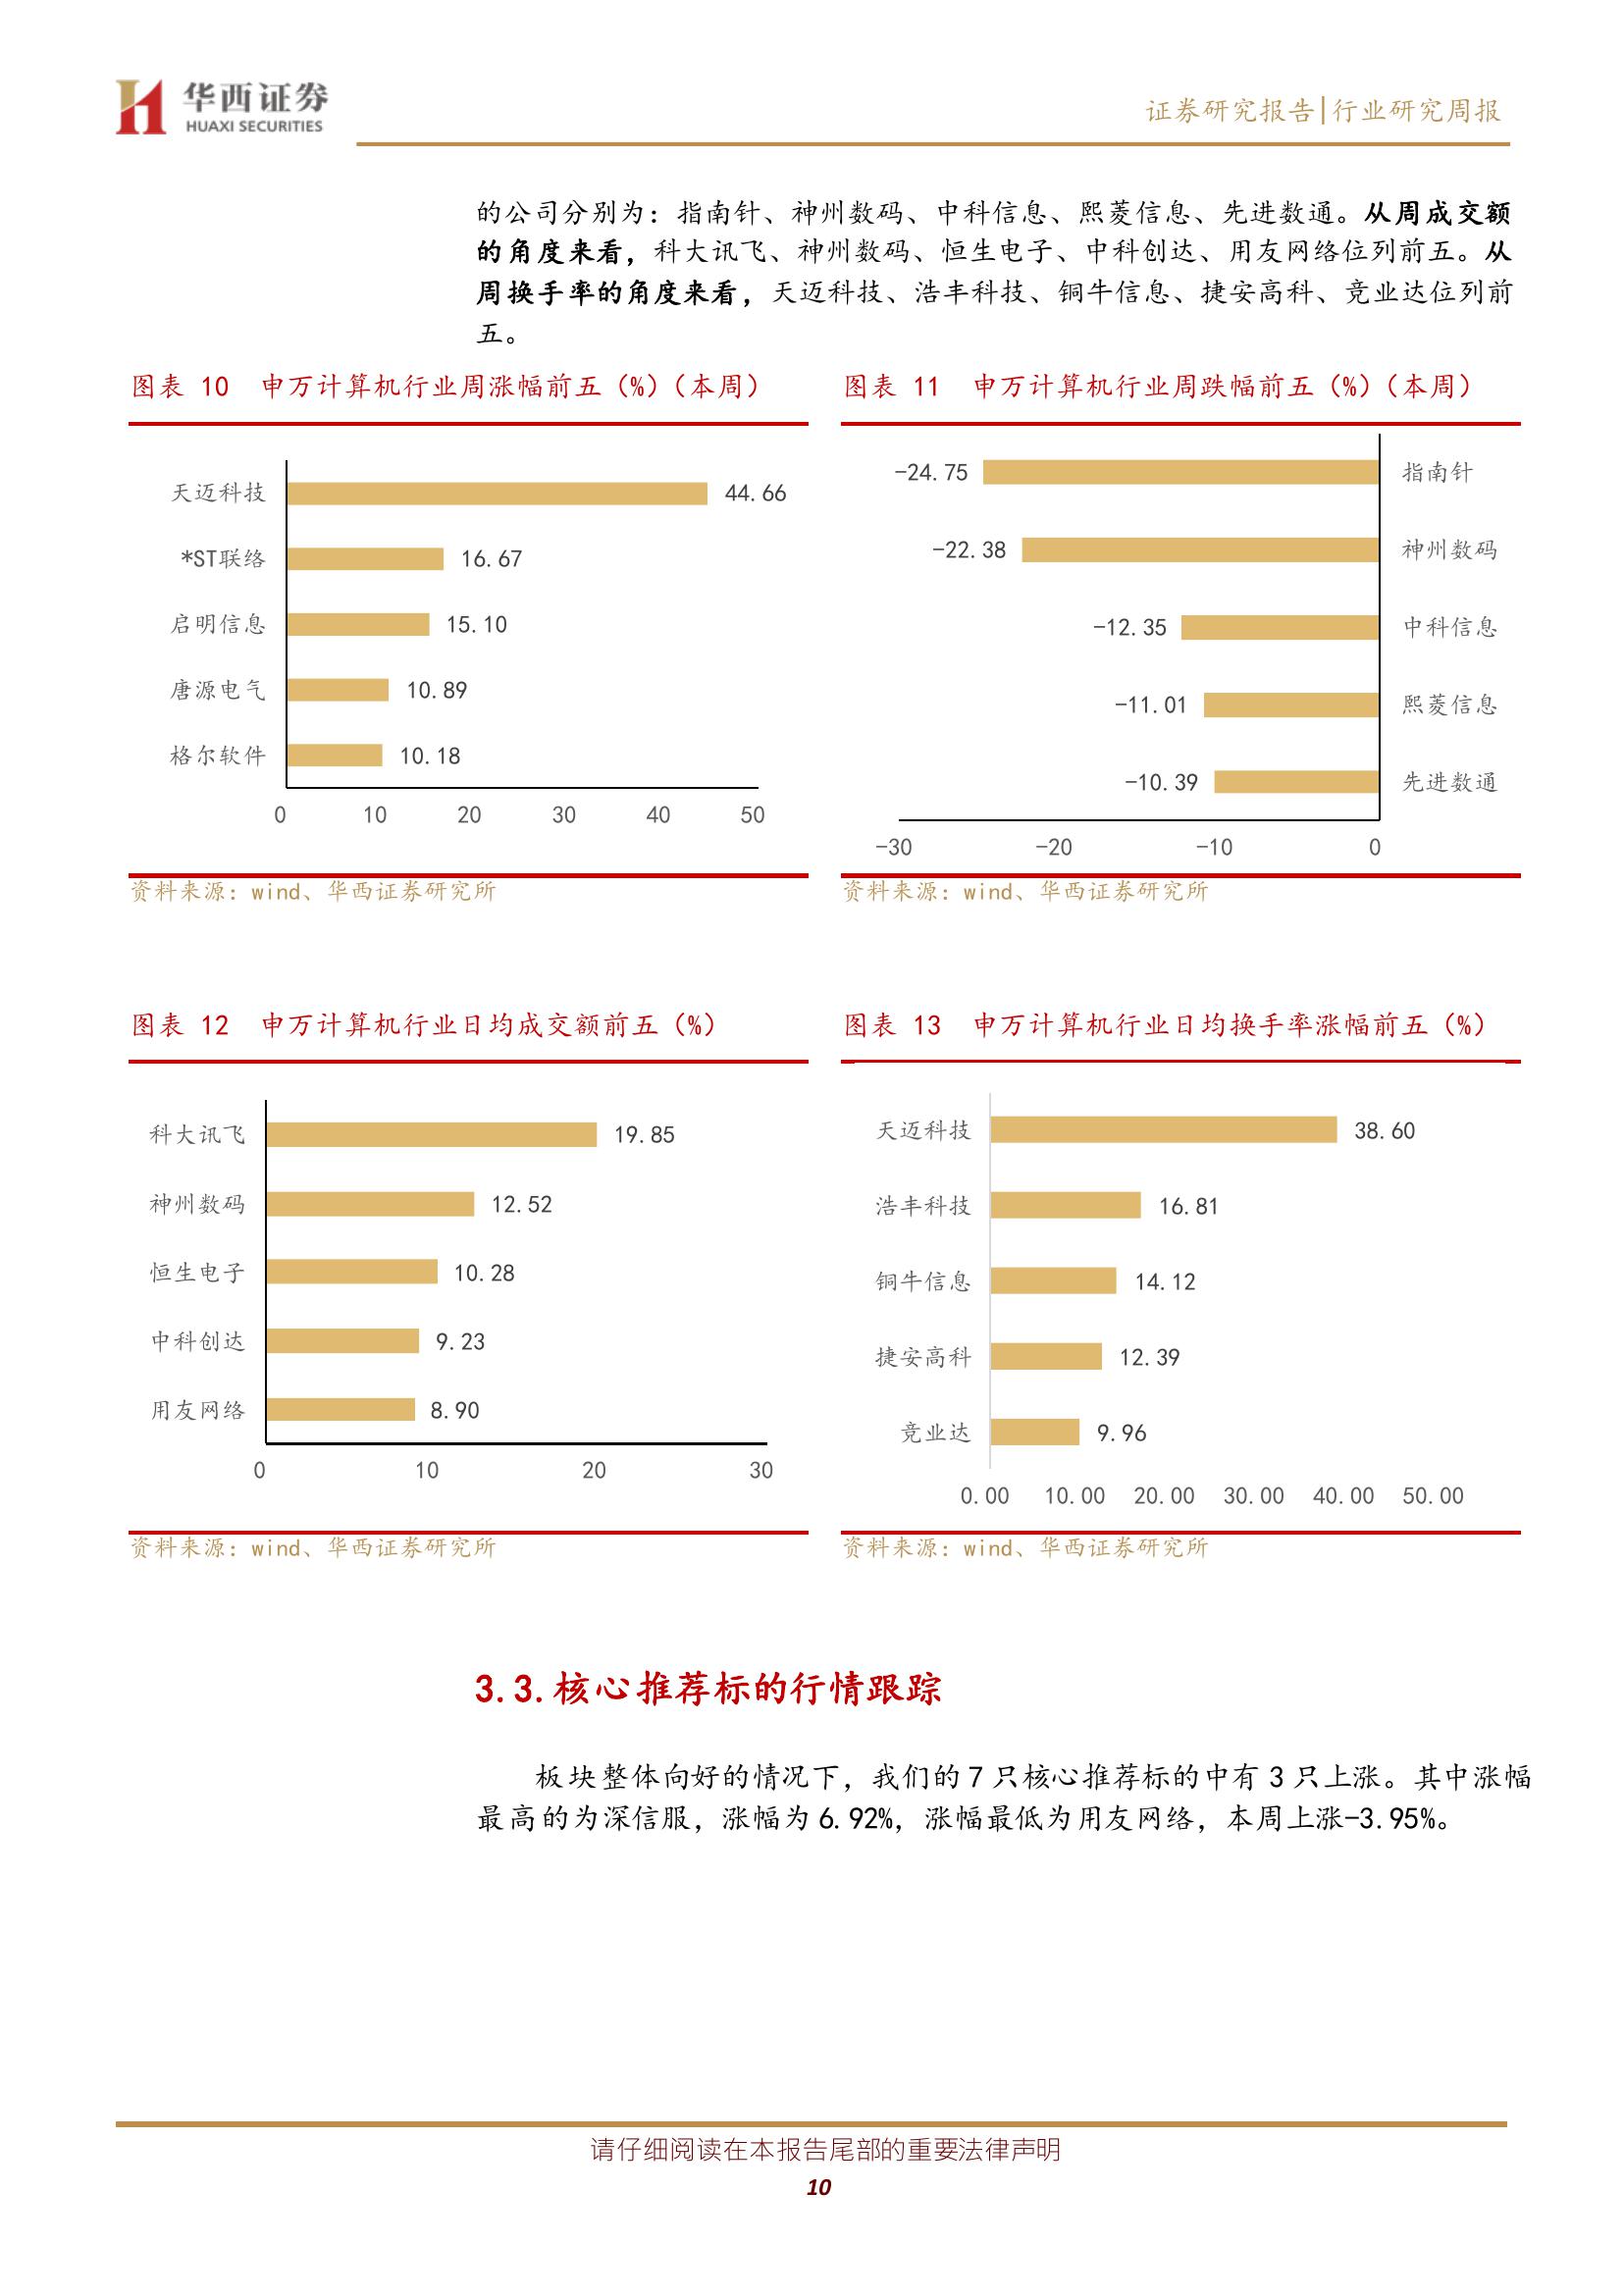 华西证券
HUAXI SECURITIES
证券研究报告|行业研究周报
的公司分别为：指南针、神州数码、中科信息、熙菱信息、先进数通。从周成交额
的角度来看，科大讯飞、神州数码、恒生电子、中科创达、用友网络位列前五。从
周换手率的角度来看，天迈科技、浩丰科技、铜牛信息、捷安高科、竞业达位列前
五。
图表 10 申万计算机行业周涨幅前五（%）（本周）
天迈科技 44.66
*ST联络 16.67
启明信息 15.10
唐源电气 10.89
格尔软件 10.18
0 10 20 30 40 50
资料来源：wind、华西证券研究所
图表 11 申万计算机行业周跌幅前五（%）（本周）
-24.75 指南针
-22.38 神州数码
-12.35 中科信息
-11.01 熙菱信息
-10.39 先进数通
-30 -20 -10 0
资料来源：wind、华西证券研究所
图表 12 申万计算机行业日均成交额前五（%）
科大讯飞 19.85
神州数码 12.52
恒生电子 10.28
中科创达 9.23
用友网络 8.90
0 10 20 30
资料来源：wind、华西证券研究所
图表 13 申万计算机行业日均换手率涨幅前五（%）
天迈科技 38.60
浩丰科技 16.81
铜牛信息 14.12
捷安高科 12.39
竞业达 9.96
0.00 10.00 20.00 30.00 40.00 50.00
资料来源：wind、华西证券研究所
3.3.核心推荐标的行情跟踪
板块整体向好的情况下，我们的 7 只核心推荐标的中有 3 只上涨。其中涨幅
最高的为深信服，涨幅为 6.92%，涨幅最低为用友网络，本周上涨-3.95%。
请仔细阅读在本报告尾部的重要法律声明
10